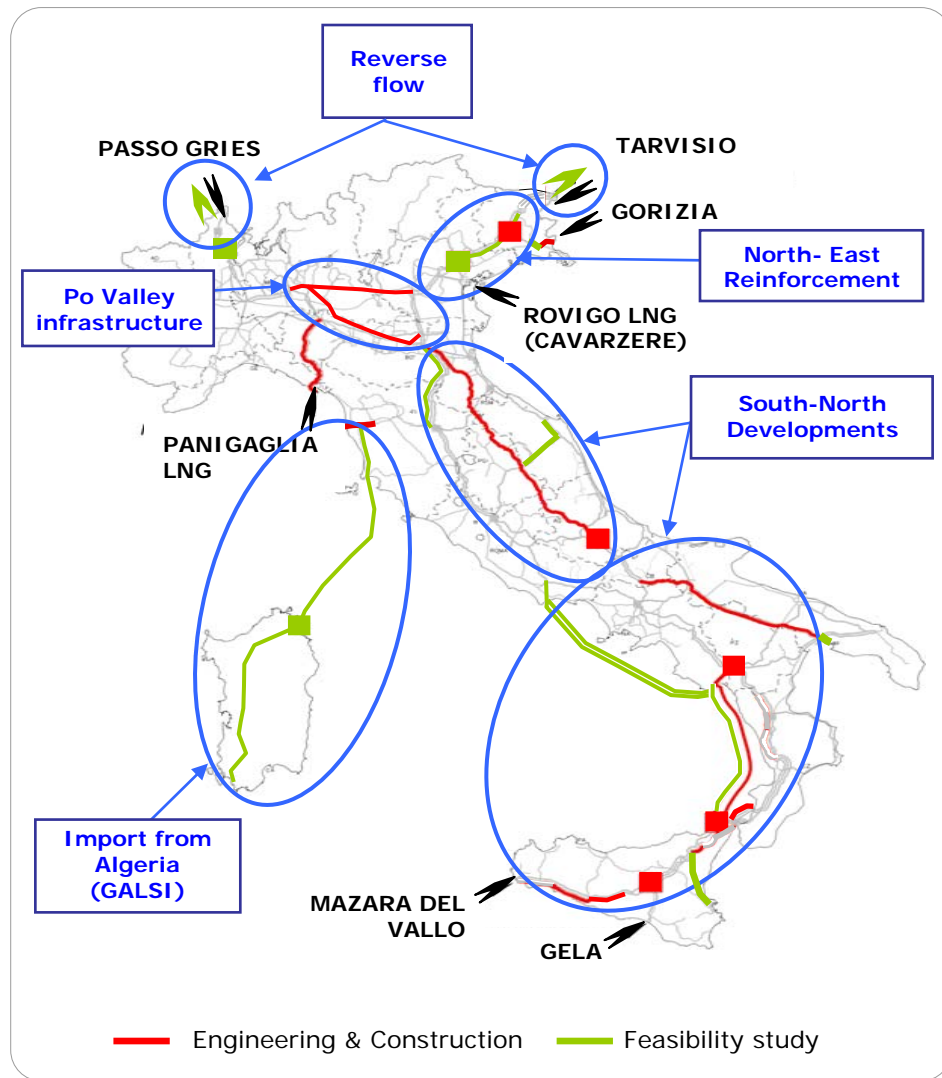 Reverse
flow
PASSO GRIES
TARVISIO
GORIZIA
North- East
Reinforcement
Po Valley
infrastructure
ROVIGO LNG
(CAVARZERE)
South-North
Developments
PANIGAGLIA
LNG
Import from
Algeria
(GALSI)
MAZARA DEL
VALLO
GELA
Engineering & Construction
Feasibility study